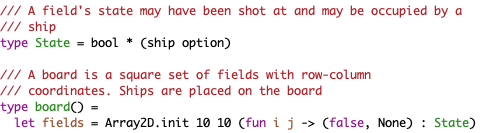 /// A field's state may have been shot at and may be occupied by a
/// ship
type State = bool * (ship option)
/// A board is a square set of fields with row-column
/// coordinates. Ships are placed on the board
type board() =
let fields = Array2D.init 10 10 (fun i j -> (false, None) : State)